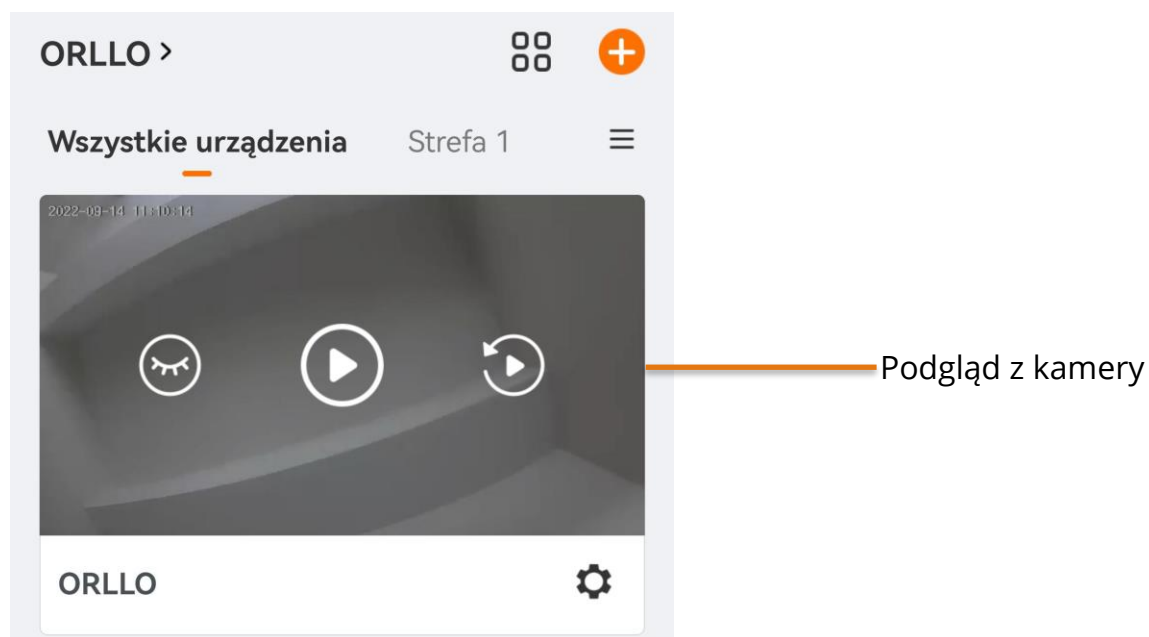 ORLLO >
Wszystkie urządzenia Strefa 1
2022-09-14 11:10:14
Podgląd z kamery
ORLLO